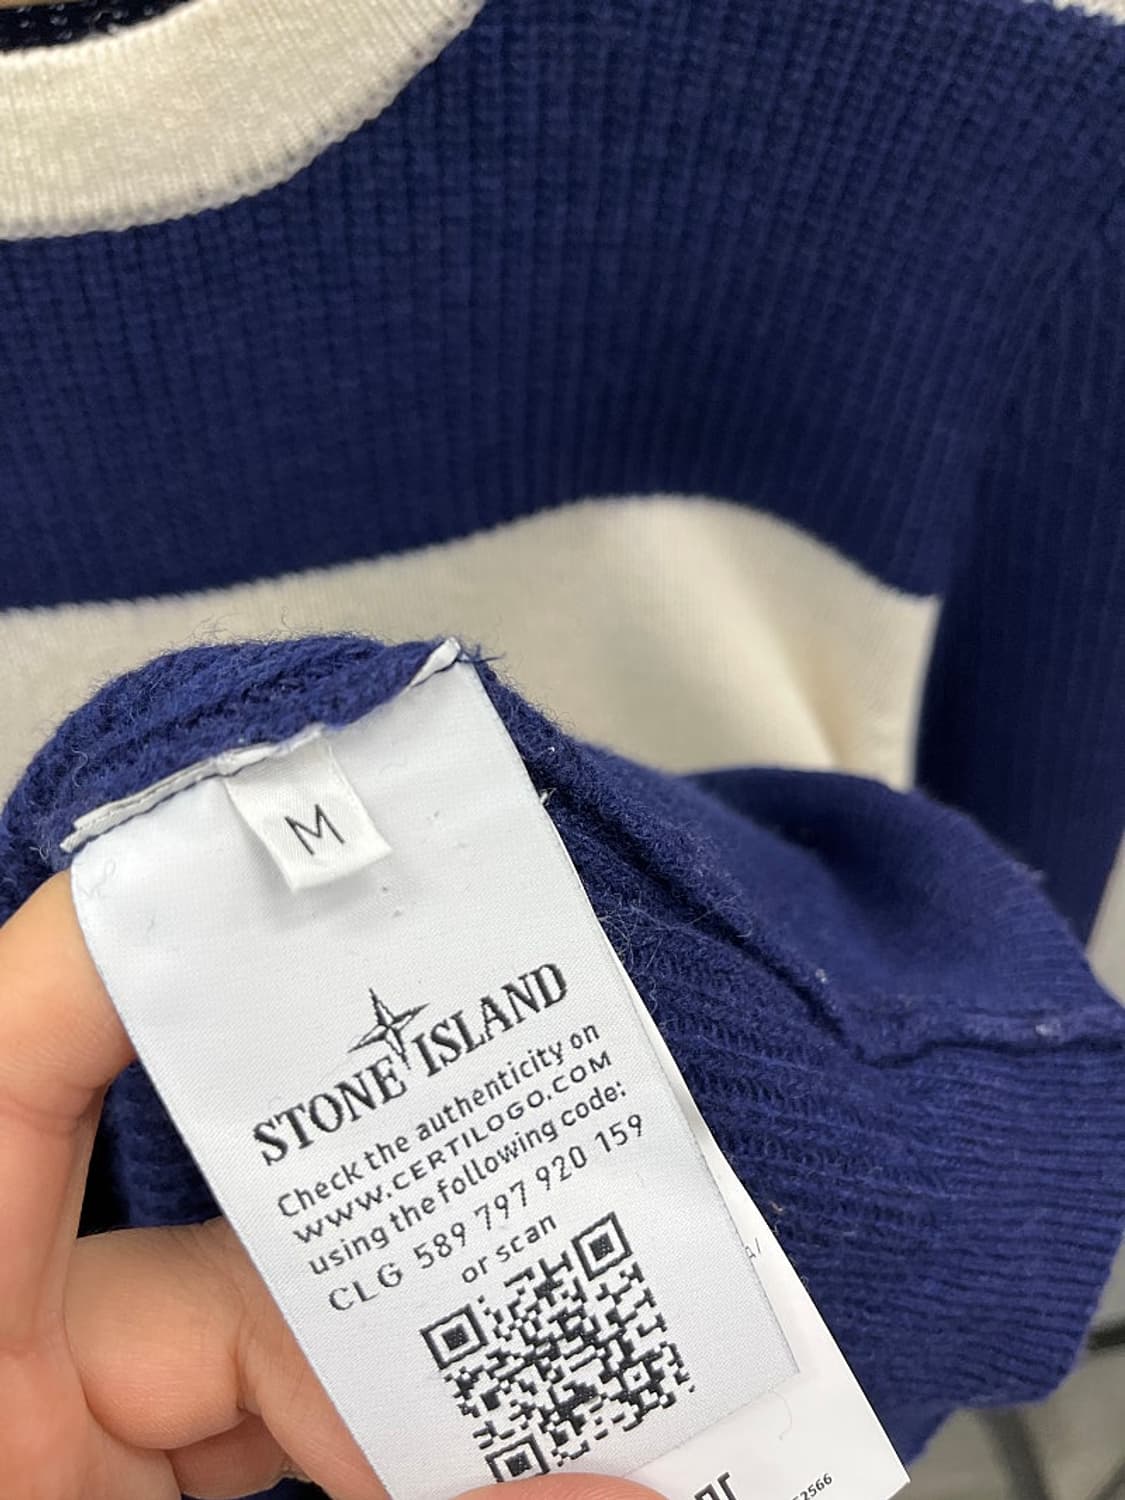 M
STONE ISLAND
Check the authenticity on
WWW.CERTILOGO.COM
using the following code:
CLG 589 797 920 159
or scan